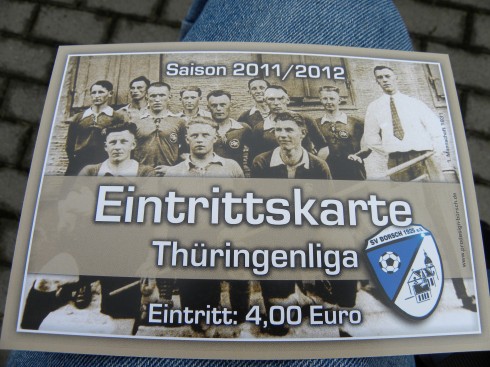 Saison 2011/2012
Eintrittskarte
Thüringenliga
SV BORSCH 1925 e.V.
Eintritt: 4,00 Euro